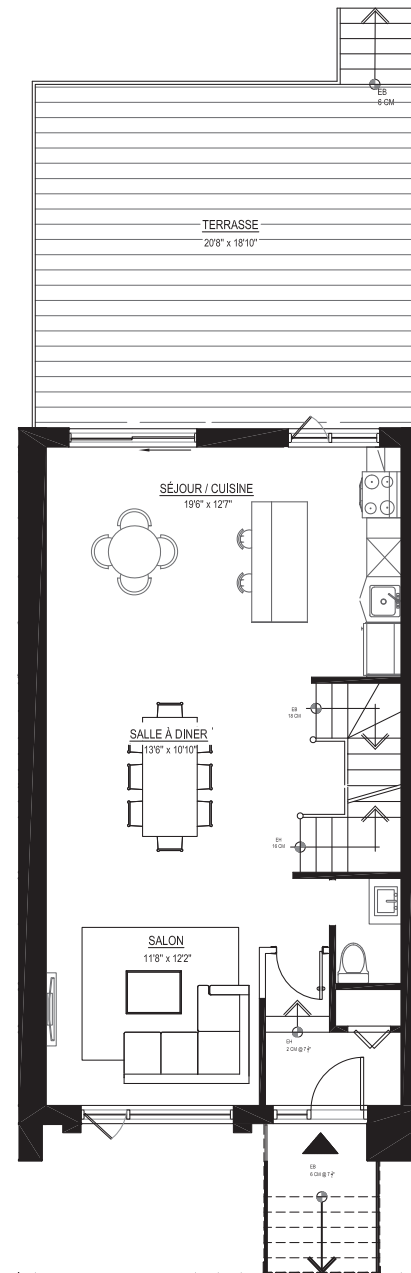 EB
6 CM
TERRASSE
20'8" x 18'10"
SÉJOUR / CUISINE
19'6" x 12'7"
EB
18 CM
SALLE À DINER
13'6" x 10'10"
EH
16 CM
SALON
11'8" x 12'2"
EH
2 CM @ 7
EB
6 CM @ 7